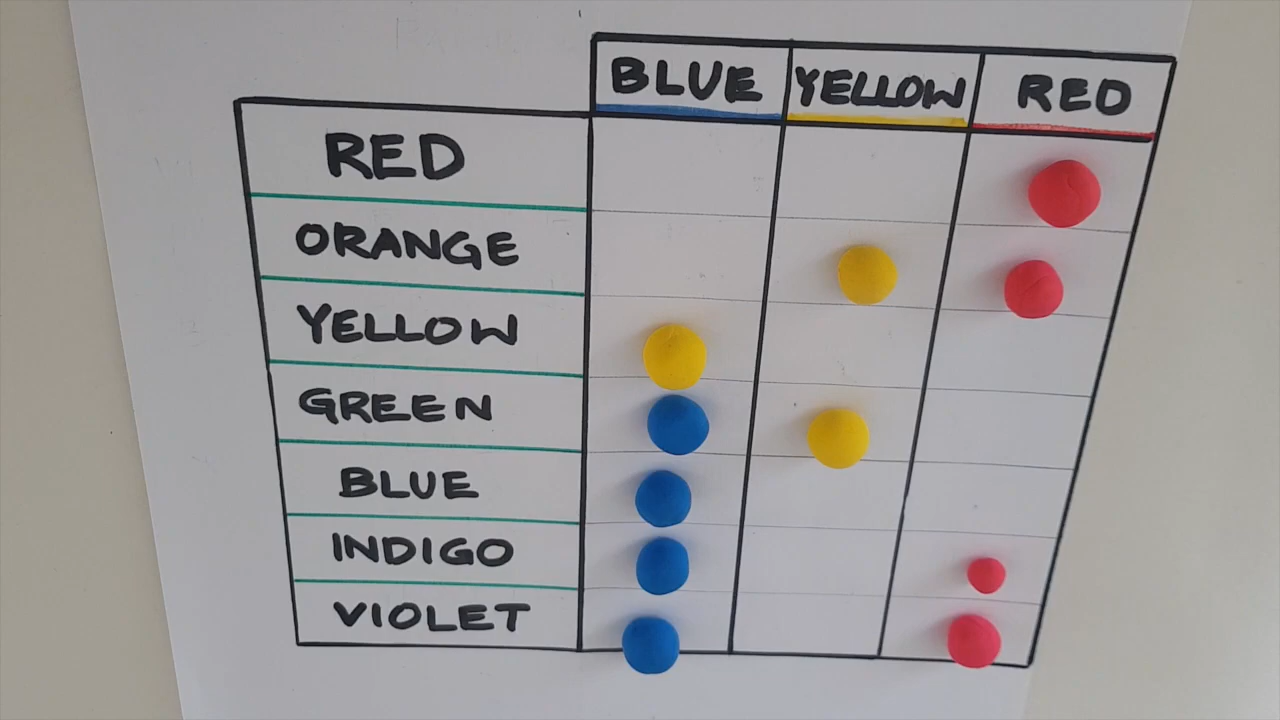 BLUE YELLOW RED
RED
ORANGE
YELLOW
GREEN
BLUE
INDIGO
VIOLET